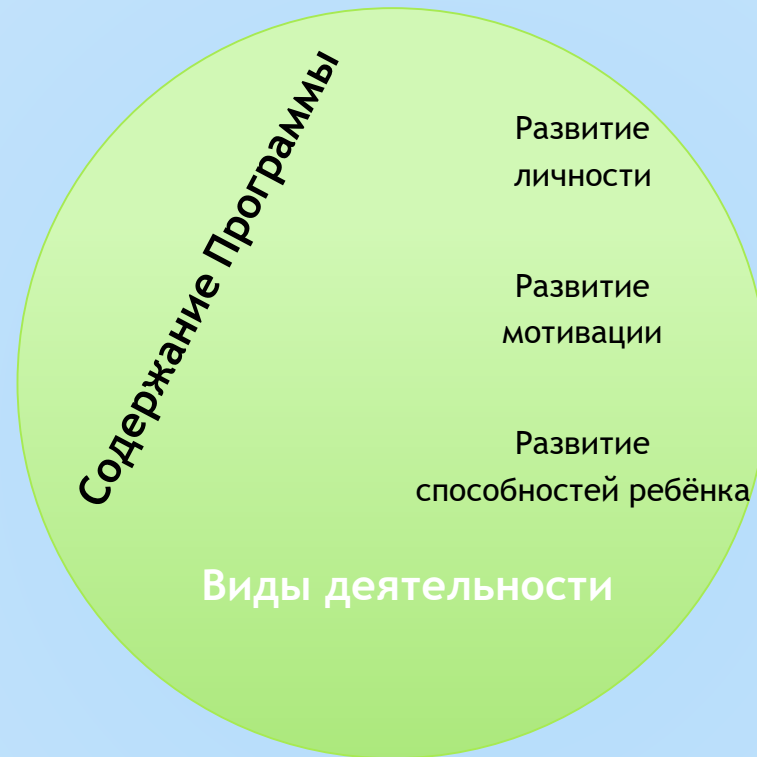 Содержание Программы
Развитие
личности
Развитие
мотивации
Развитие
способностей ребёнка
Виды деятельности